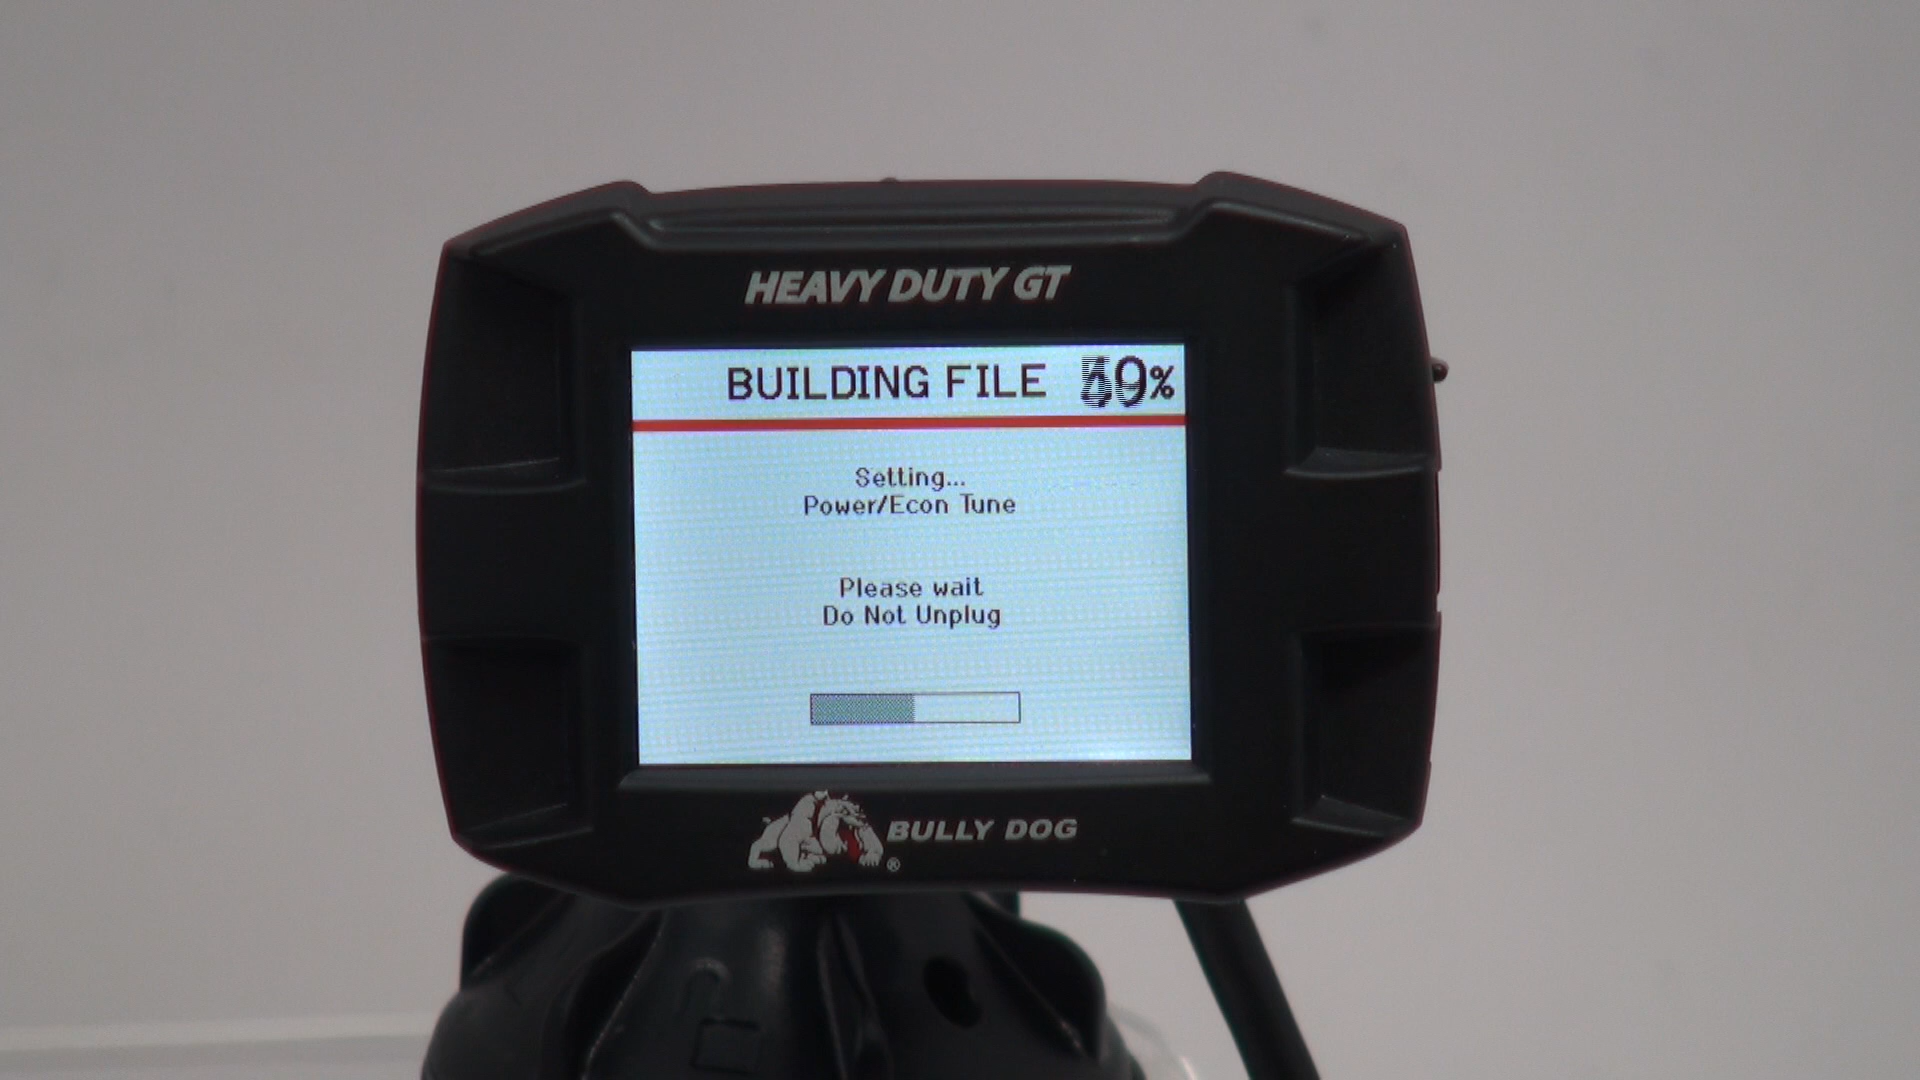 HEAVY DUTY GT
BUILDING FILE %
Setting...
Power/Econ Tune
Please wait
Do Not Unplug
BULLY DOG
®